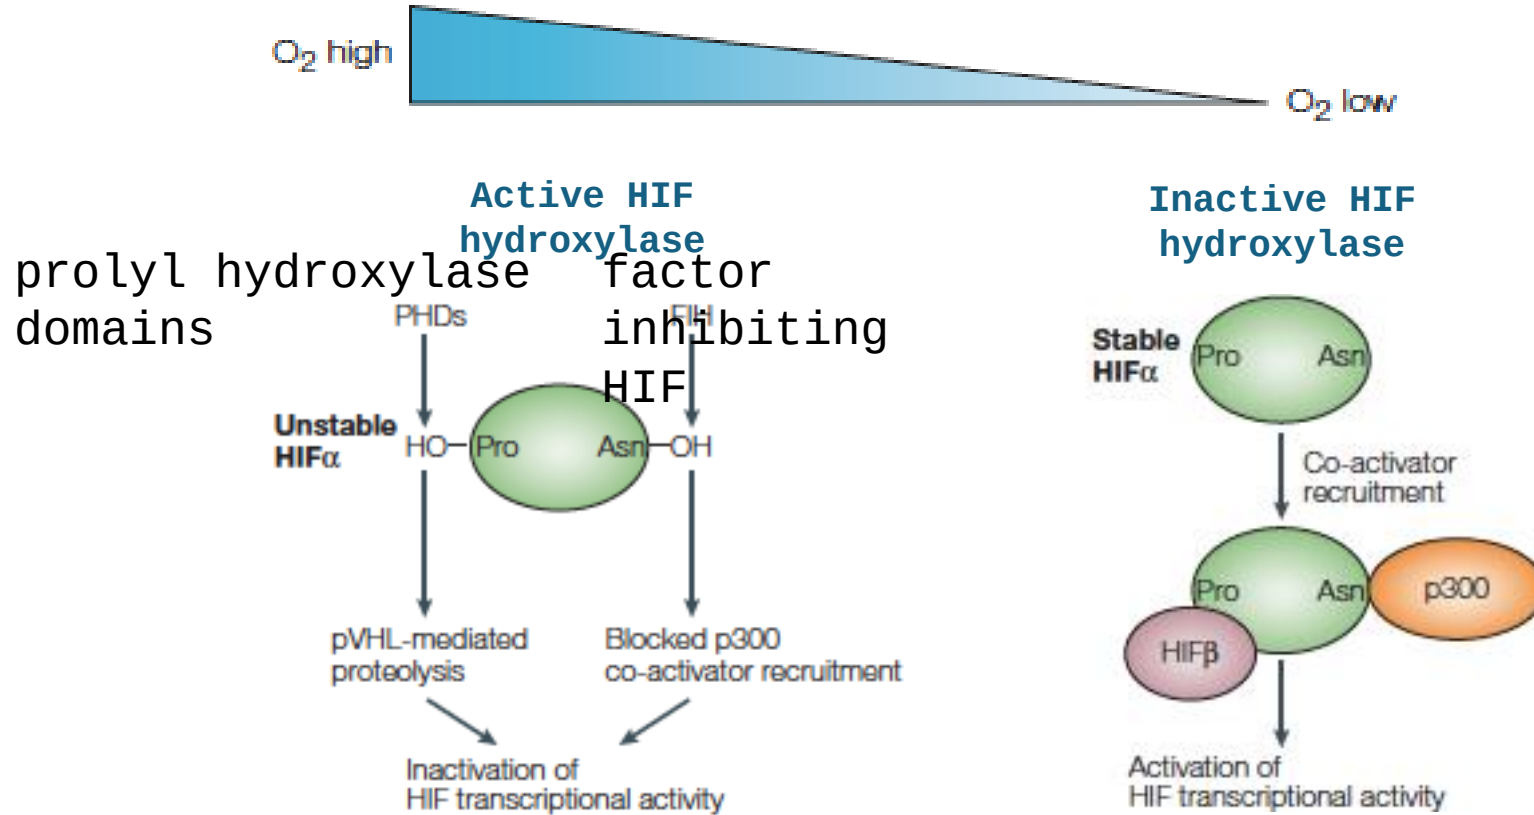 O₂ high
O₂ low
Active HIF
hydroxylase
Inactive HIF
hydroxylase
prolyl hydroxylase
domains
factor
inhibiting
HIF
PHDs
FIH
Unstable
HIFα
HO
Pro
Asn
OH
pVHL-mediated
proteolysis
Blocked p300
co-activator recruitment
Inactivation of
HIF transcriptional activity
Stable
HIFα
Pro
Asn
Co-activator
recruitment
Pro
Asn
p300
HIFβ
Activation of
HIF transcriptional activity